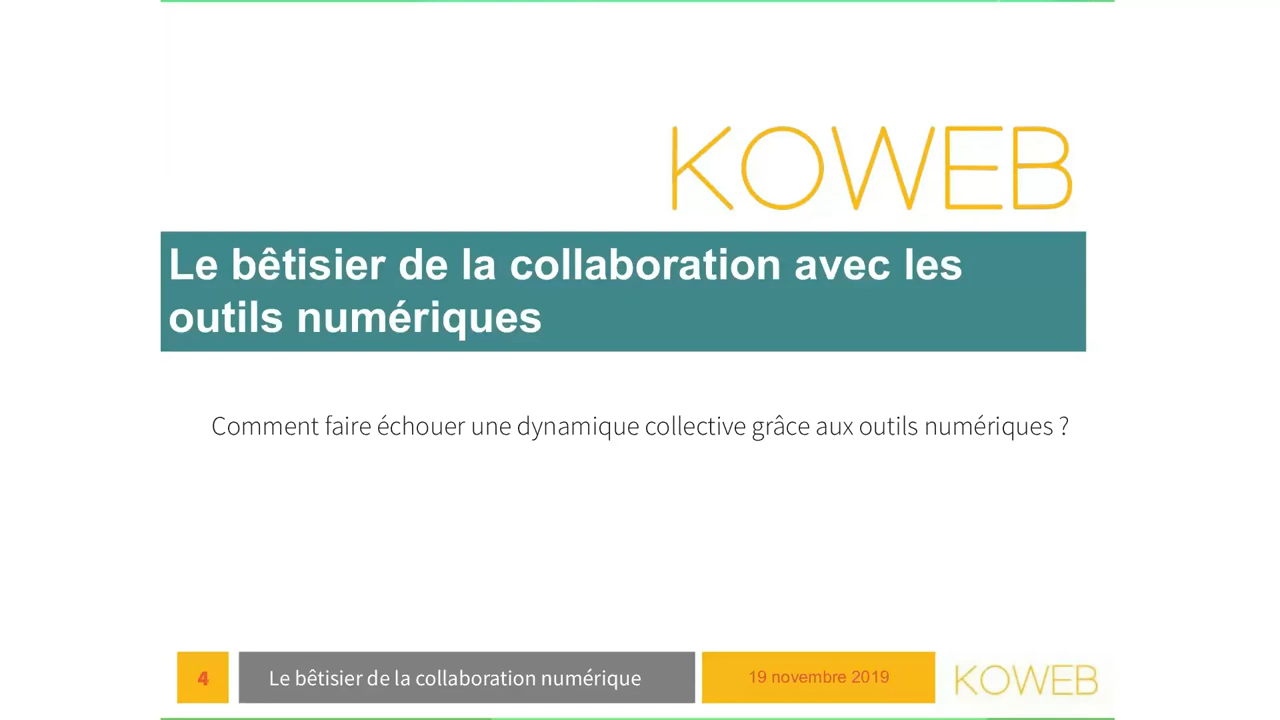 KOWEB
Le bêtisier de la collaboration avec les
outils numériques
Comment faire échouer une dynamique collective grâce aux outils numériques ?
4
Le bêtisier de la collaboration numérique
19 novembre 2019
KOWEB